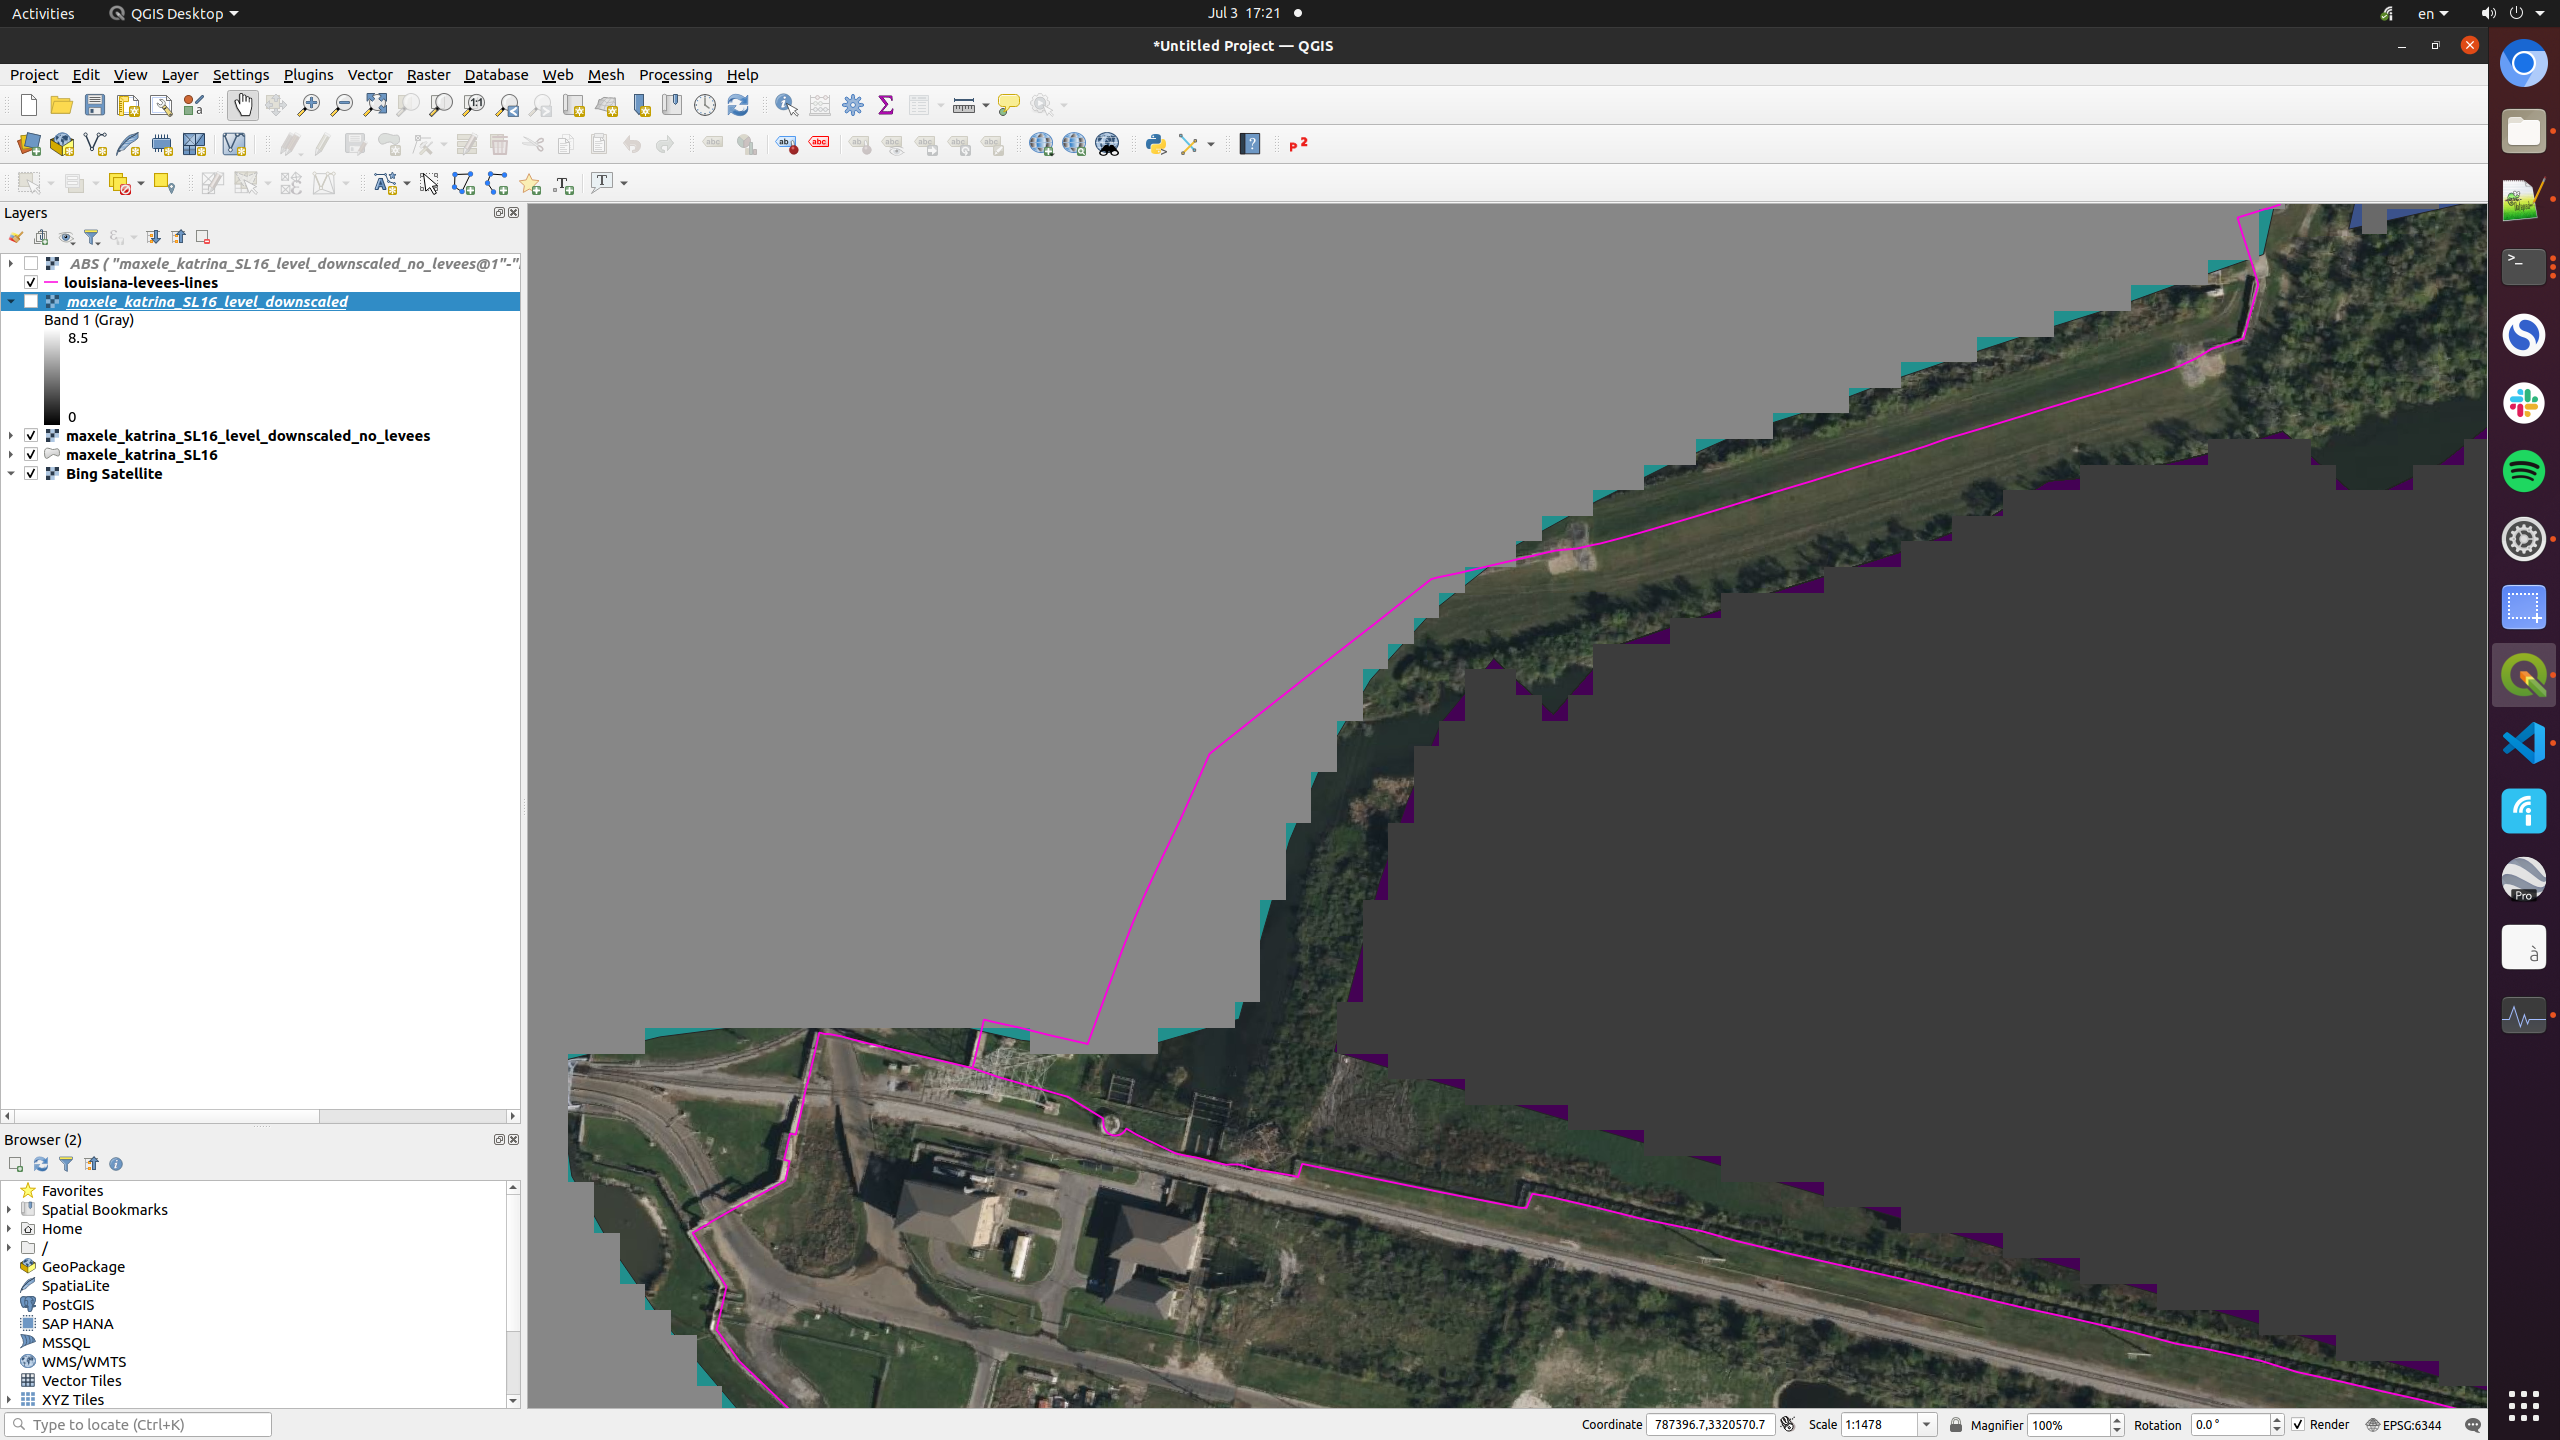 Activities
QGIS Desktop
Jul 3 17:21
en
*Untitled Project — QGIS
Project Edit View Layer Settings Plugins Vector Raster Database Web Mesh Processing Help
Layers
ABS ( "maxele_katrina_SL16_level_downscaled_no_levees@1"-"
louisiana-levees-lines
maxele_katrina_SL16_level_downscaled
Band 1 (Gray)
8.5
0
maxele_katrina_SL16_level_downscaled_no_levees
maxele_katrina_SL16
Bing Satellite
Browser (2)
Favorites
Spatial Bookmarks
Home
/
GeoPackage
SpatiaLite
PostGIS
SAP HANA
MSSQL
WMS/WMTS
Vector Tiles
XYZ Tiles
Pro
à
Type to locate (Ctrl+K)
Coordinate 787396.7,3320570.7 Scale 1:1478 Magnifier 100% Rotation 0.0 ° Render EPSG:6344